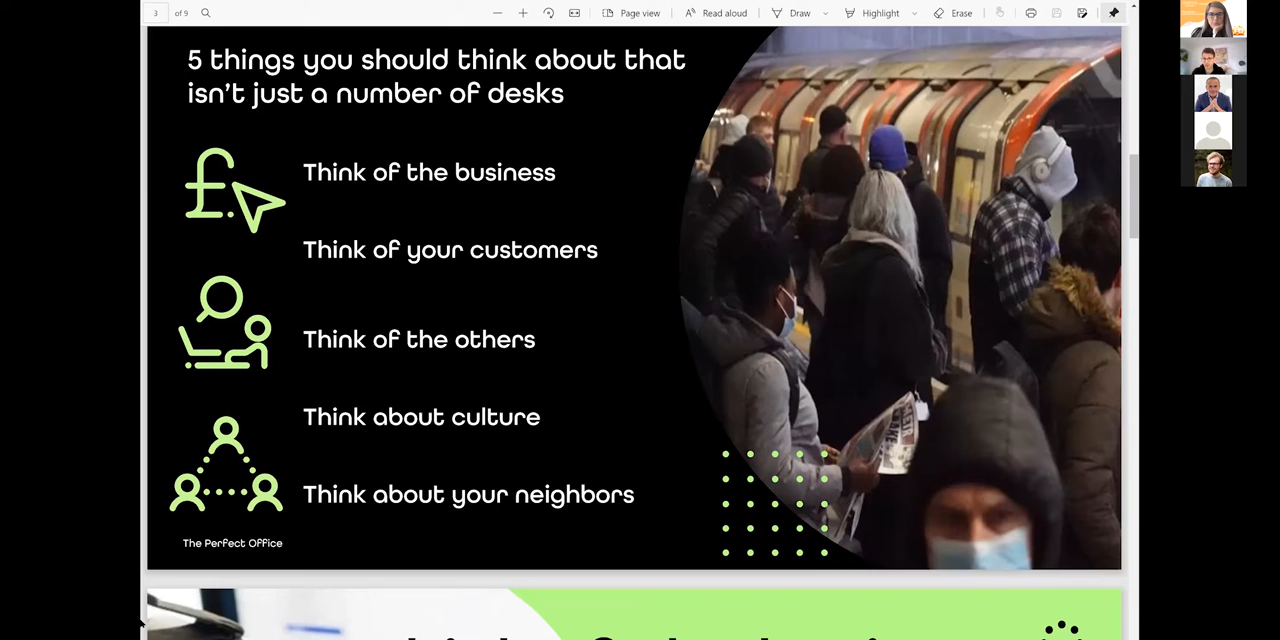 3 of 9
Page view
Read aloud
Draw
Highlight
Erase
5 things you should think about that
isn't just a number of desks
Think of the business
Think of your customers
Think of the others
Think about culture
Think about your neighbors
The Perfect Office